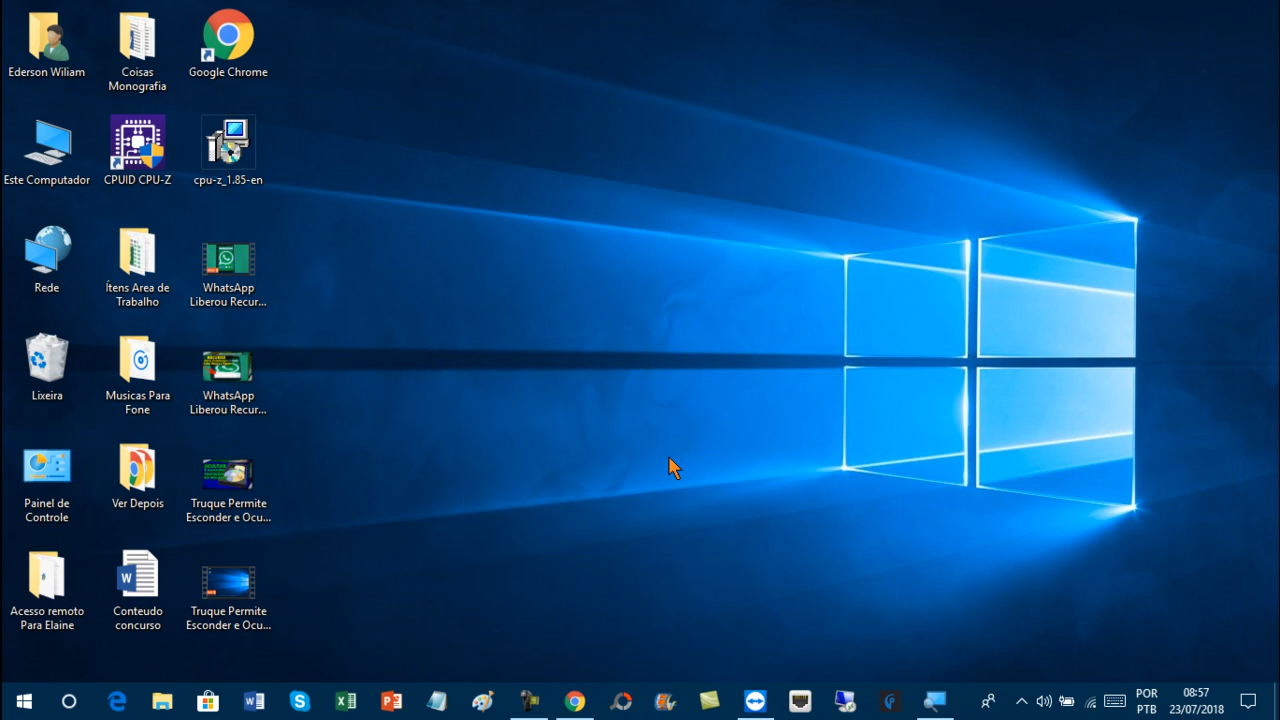 Ederson Wiliam
Coisas
Monografia
Google Chrome
Este Computador
CPUID CPU-Z
cpu-z_1.85-en
Rede
Ítens Area de
Trabalho
WhatsApp
Liberou Recur...
Lixeira
Musicas Para
Fone
WhatsApp
Liberou Recur...
Painel de
Controle
Ver Depois
Truque Permite
Esconder e Ocu...
Acesso remoto
Para Elaine
Conteudo
concurso
Truque Permite
Esconder e Ocu...
POR
PTB
08:57
23/07/2018